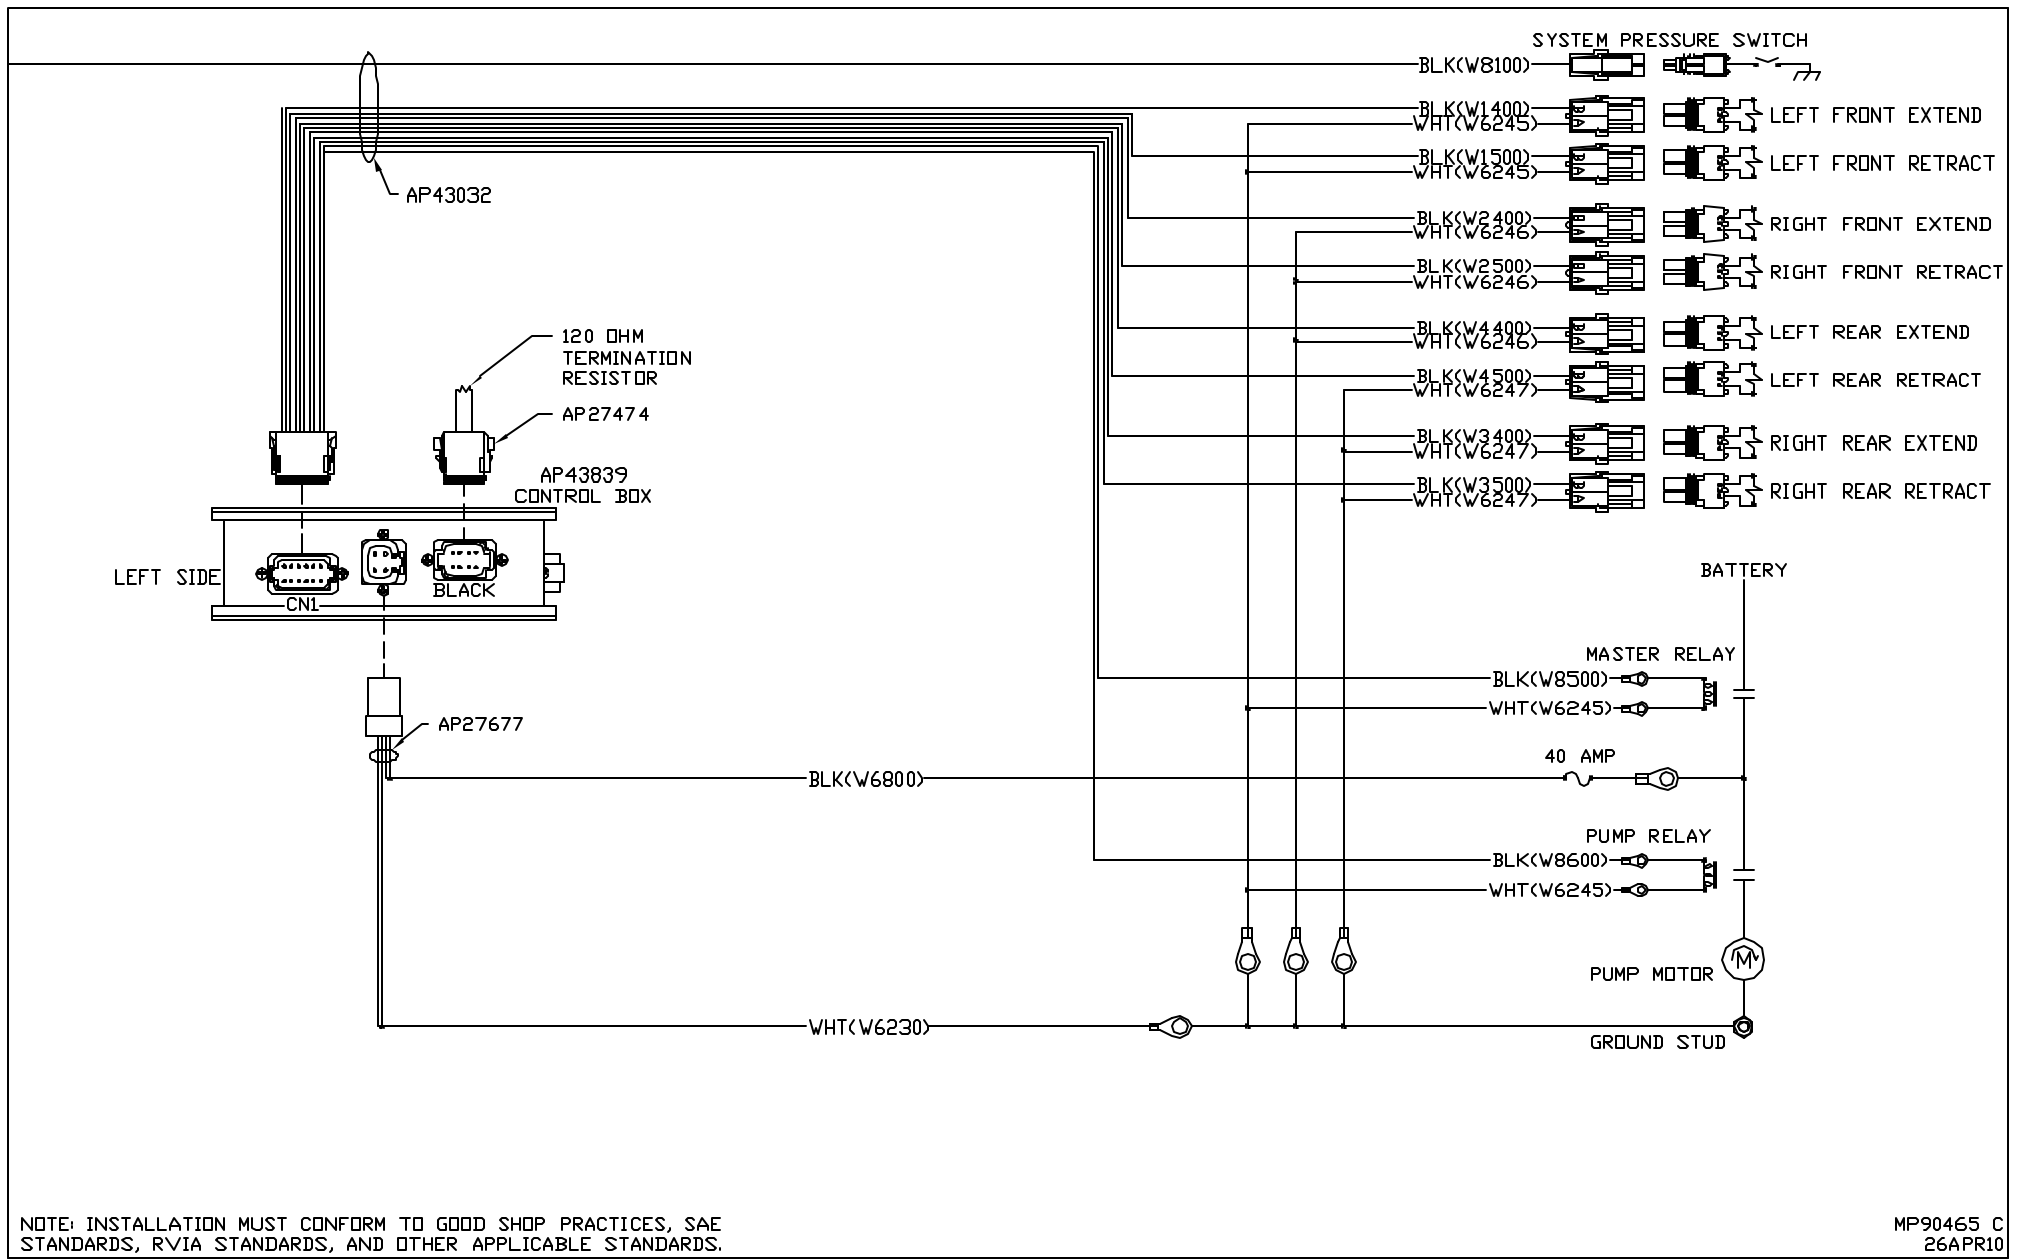 SYSTEM PRESSURE SWITCH
BLK(W8100)
BLK(W1400)
WHT(W6245)
LEFT FRONT EXTEND
BLK(W1500)
WHT(W6245)
LEFT FRONT RETRACT
AP43032
BLK(W2400)
WHT(W6246)
RIGHT FRONT EXTEND
BLK(W2500)
WHT(W6246)
RIGHT FRONT RETRACT
BLK(W4400)
WHT(W6246)
LEFT REAR EXTEND
120 OHM
TERMINATION
RESISTOR
BLK(W4500)
WHT(W6247)
LEFT REAR RETRACT
AP27474
BLK(W3400)
WHT(W6247)
RIGHT REAR EXTEND
AP43839
CONTROL BOX
BLK(W3500)
WHT(W6247)
RIGHT REAR RETRACT
LEFT SIDE
CN1
BLACK
BATTERY
MASTER RELAY
BLK(W8500)
WHT(W6245)
AP27677
40 AMP
BLK(W6800)
PUMP RELAY
BLK(W8600)
WHT(W6245)
M
PUMP MOTOR
WHT(W6230)
GROUND STUD
NOTE: INSTALLATION MUST CONFORM TO GOOD SHOP PRACTICES, SAE
STANDARDS, RVIA STANDARDS, AND OTHER APPLICABLE STANDARDS.
MP90465 C
26APR10